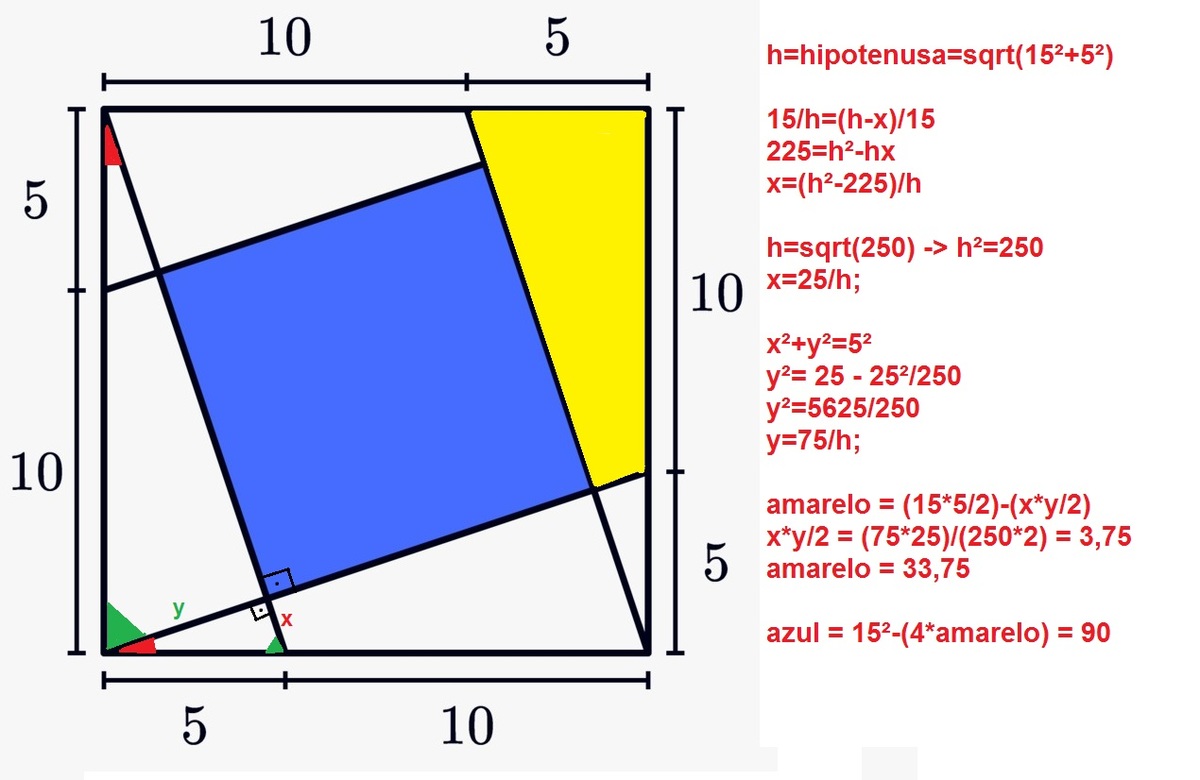 10 5
5
10
10
5
y
x
5 10
h=hipotenusa=sqrt(15²+5²)
15/h=(h-x)/15
225=h²-hx
x=(h²-225)/h
h=sqrt(250) -> h²=250
x=25/h;
x²+y²=5²
y²= 25 - 25²/250
y²=5625/250
y=75/h;
amarelo = (15*5/2)-(x*y/2)
x*y/2 = (75*25)/(250*2) = 3,75
amarelo = 33,75
azul = 15²-(4*amarelo) = 90